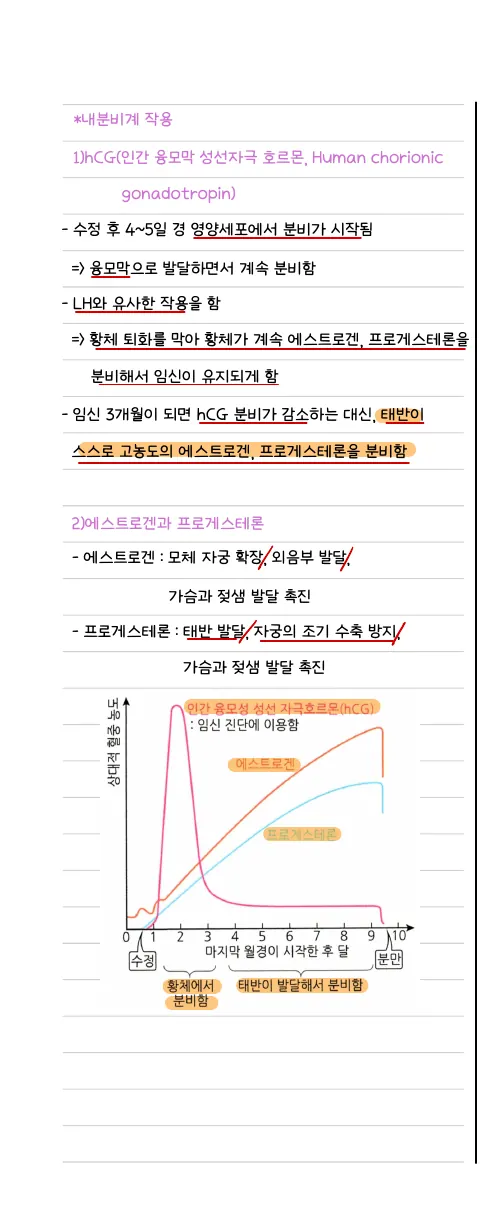 *내분비계 작용
1)hCG(인간 융모막 성선자극 호르몬, Human chorionic
gonadotropin)
- 수정 후 4~5일 경 영양세포에서 분비가 시작됨
=> 융모막으로 발달하면서 계속 분비함
- LH와 유사한 작용을 함
=> 황체 퇴화를 막아 황체가 계속 에스트로겐, 프로게스테론을
분비해서 임신이 유지되게 함
- 임신 3개월이 되면 hCG 분비가 감소하는 대신, 태반이
스스로 고농도의 에스트로겐, 프로게스테론을 분비함
2)에스트로겐과 프로게스테론
- 에스트로겐 : 모체 자궁 확장, 외음부 발달,
가슴과 젖샘 발달 촉진
- 프로게스테론 : 태반 발달, 자궁의 조기 수축 방지,
가슴과 젖샘 발달 촉진
상대적 혈중 농도
인간 융모성 성선 자극호르몬(hCG)
: 임신 진단에 이용함
에스트로겐
프로게스테론
0 1 2 3 4 5 6 7 8 9 10
수정
마지막 월경이 시작한 후 달
분만
황체에서
분비함
태반이 발달해서 분비함